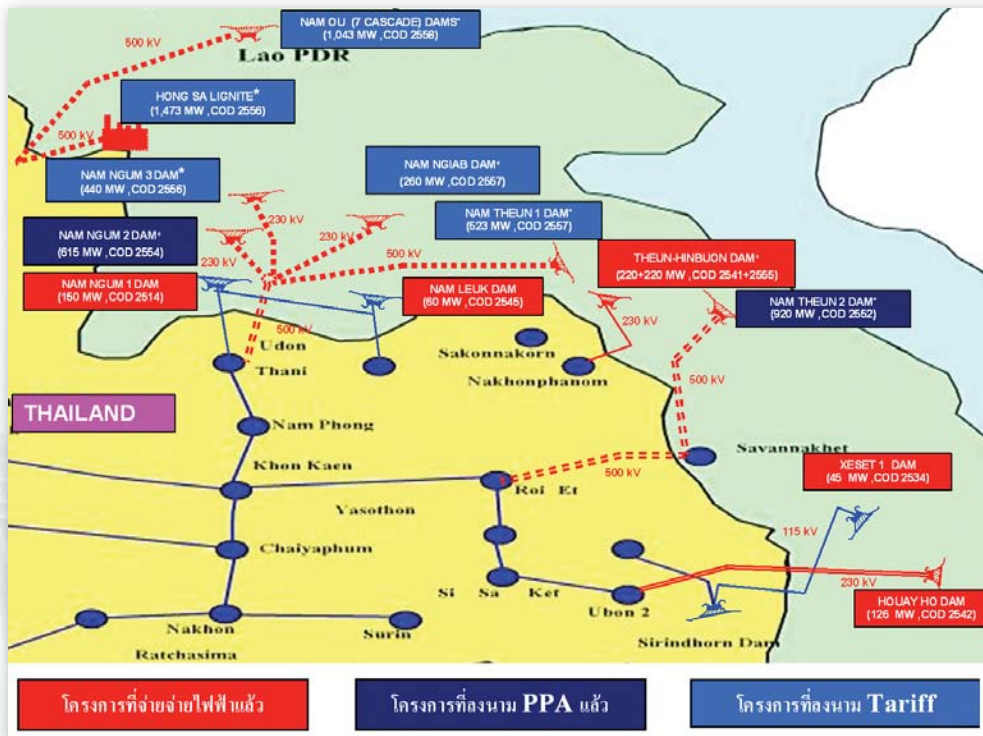 NAM OU (7 CASCADE) DAMS*
(1,043 MW ,COD 2558)
500 kV
Lao PDR
HONG SA LIGNITE*
(1,473 MW ,COD 2556)
500 kV
NAM NGUM 3 DAM*
(440 MW ,COD 2556)
NAM NGIAB DAM*
(260 MW ,COD 2557)
230 kV
NAM THEUN 1 DAM*
(523 MW ,COD 2557)
NAM NGUM 2 DAM*
(615 MW ,COD 2554)
230 kV
230 kV
500 kV
THEUN-HINBUON DAM*
(220+220 MW ,COD 2541+2555)
NAM NGUM 1 DAM
(150 MW ,COD 2514)
NAM LEUK DAM
(60 MW ,COD 2545)
NAM THEUN 2 DAM*
(920 MW ,COD 2552)
230 kV
500 kV
Udon
Thani
Sakonnakorn
Nakhonphanom
500 kV
THAILAND
Nam Phong
Savannakhet
Khon Kaen
500 kV
XESET 1 DAM
(45 MW ,COD 2534)
Roi Et
Yasothon
115 kV
Chaiyaphum
230 kV
Si Sa Ket
Ubon 2
HOUAY HO DAM
(126 MW ,COD 2542)
Nakhon
Ratchasima
Surin
Sirindhorn Dam
โครงการที่จ่ายจ่ายไฟฟ้าแล้ว
โครงการที่ลงนาม PPA แล้ว
โครงการที่ลงนาม Tariff